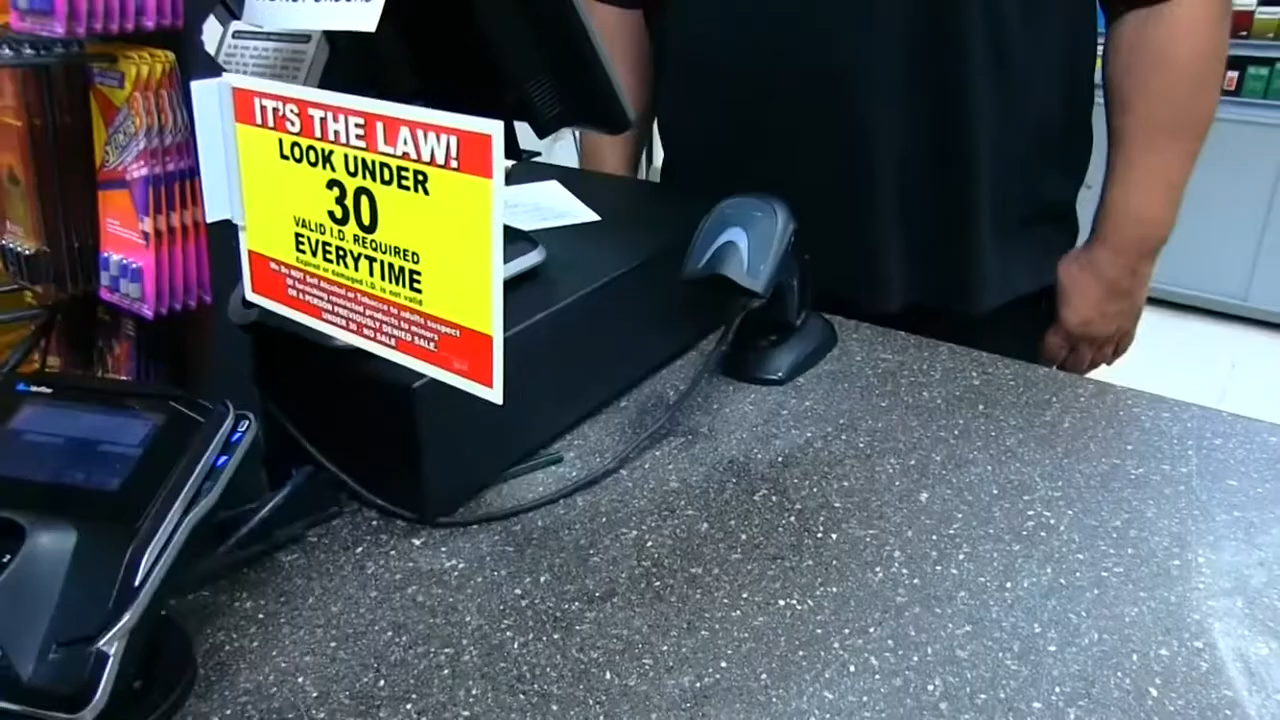 IT'S THE LAW!
LOOK UNDER
30
VALID I.D. REQUIRED
EVERYTIME
Expired or damaged I.D. is not valid
We Do NOT Sell Alcohol or Tobacco to adults suspect
Of furnishing restricted products to minors
OR A PERSON PREVIOUSLY DENIED SALE.
UNDER 30 - NO SALE